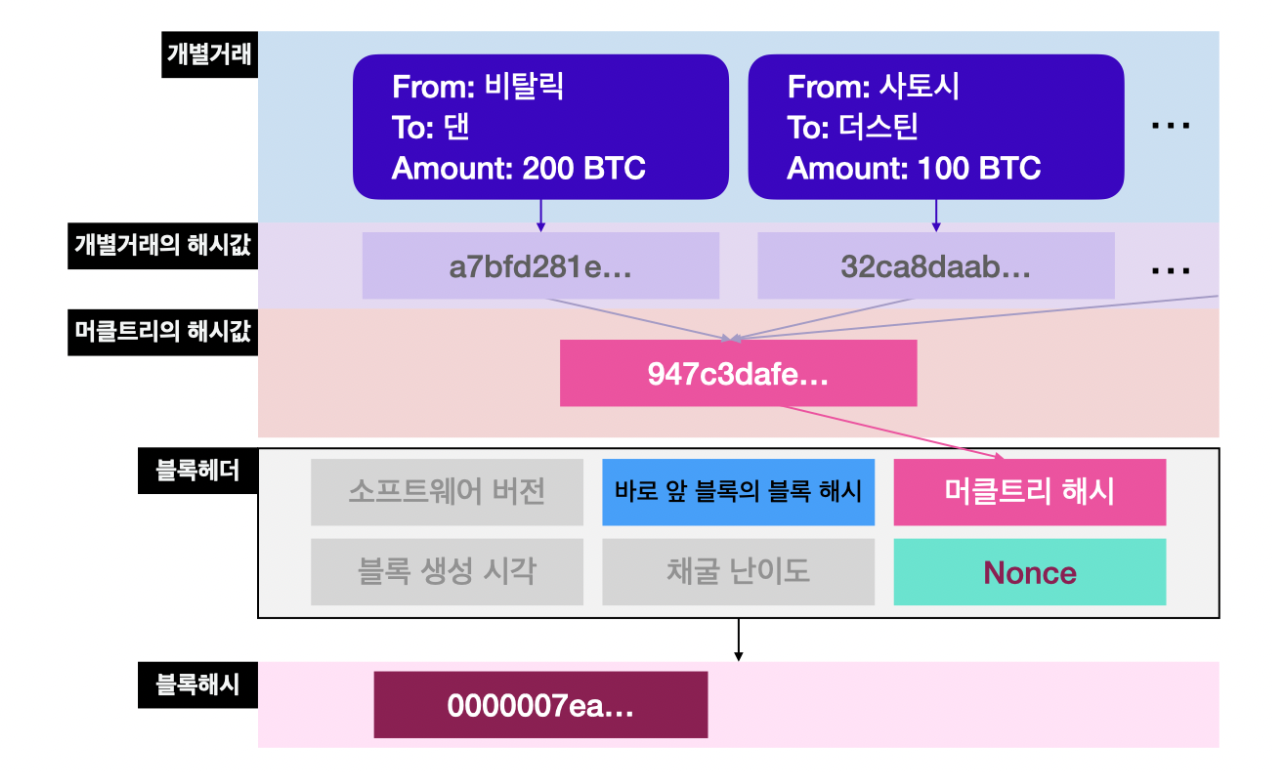 개별거래
From: 비탈릭
To: 댄
Amount: 200 BTC
From: 사토시
To: 더스틴
Amount: 100 BTC
...
개별거래의 해시값
a7bfd281e...
32ca8daab...
...
머클트리의 해시값
947c3dafe...
블록헤더
소프트웨어 버전
바로 앞 블록의 블록 해시
머클트리 해시
블록 생성 시각
채굴 난이도
Nonce
블록해시
0000007ea...